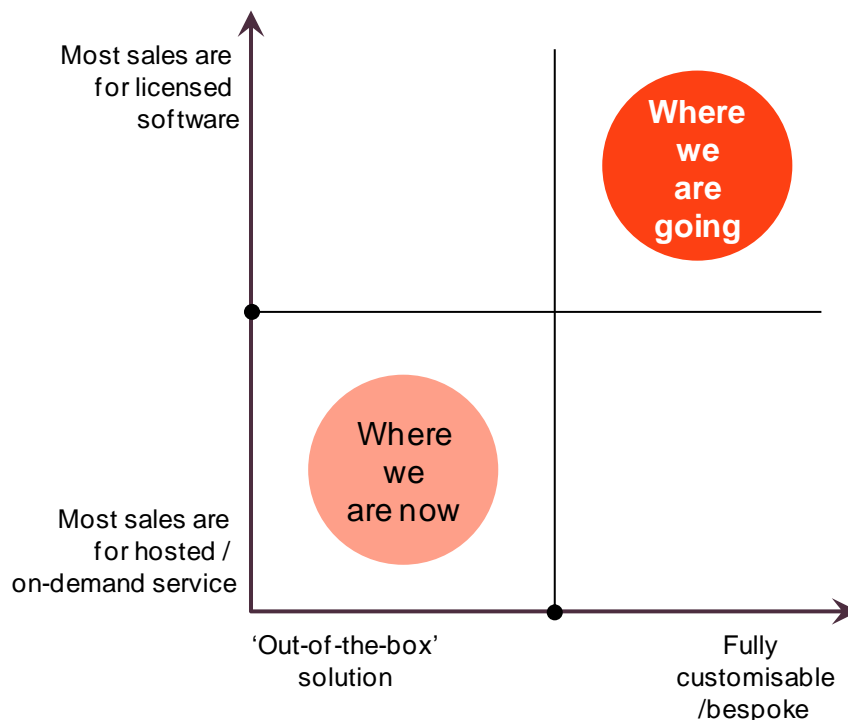 Most sales are
for licensed
software
Where
we
are
going
Where
we
are now
Most sales are
for hosted /
on-demand service
‘Out-of-the-box’
solution
Fully
customisable
/bespoke